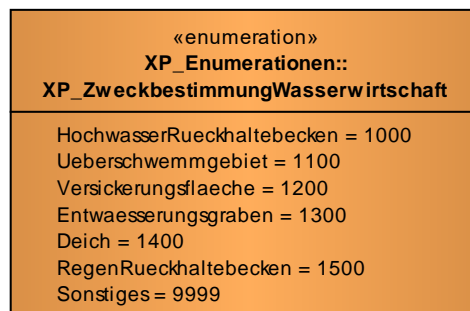 «enumeration»
XP_Enumerationen::
XP_ZweckbestimmungWasserwirtschaft
HochwasserRueckhaltebecken = 1000
Ueberschwemmgebiet = 1100
Versickerungsflaeche = 1200
Entwaesserungsgraben = 1300
Deich = 1400
RegenRueckhaltebecken = 1500
Sonstiges = 9999